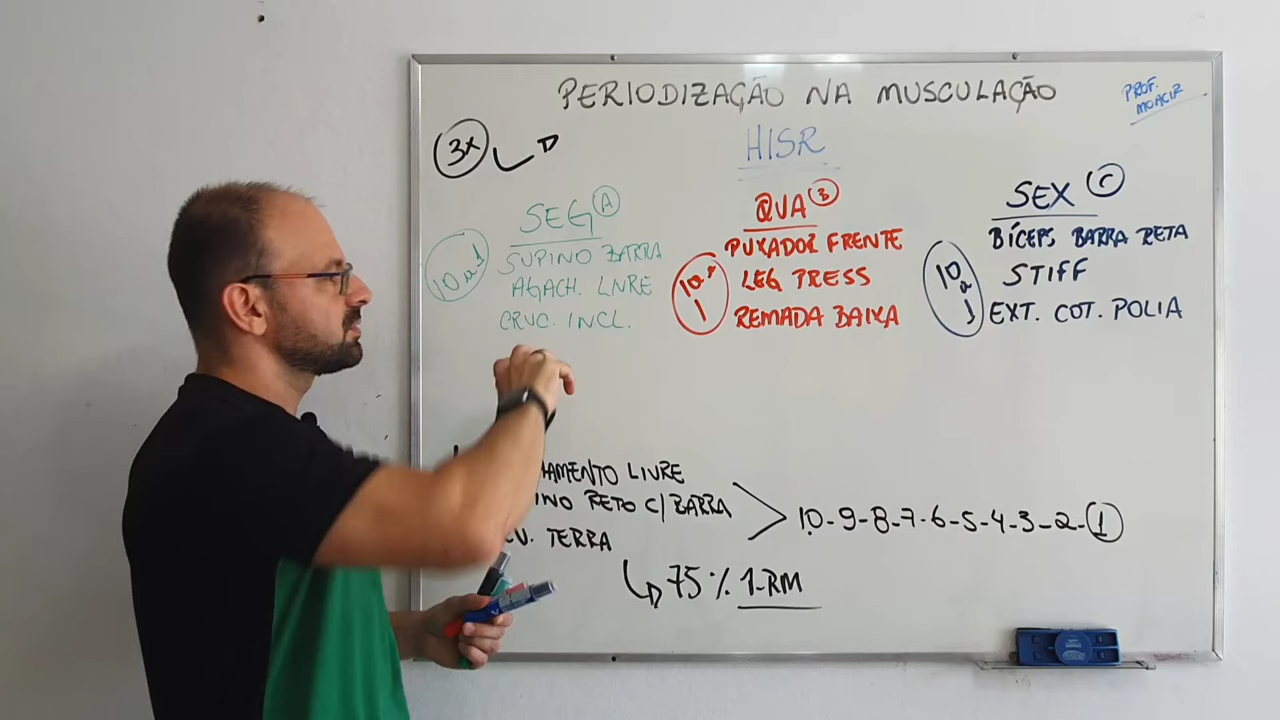 PERIODIZAÇÃO NA MUSCULAÇÃO
PROF. MOACIR
HISR
3X
SEG A
10 a 1
SUPINO BARRA
AGACH. LIVRE
CRUC. INCL.
QUA B
10 a 1
PUXADOR FRENTE
LEG PRESS
REMADA BAIXA
SEX C
10 a 1
BÍCEPS BARRA RETA
STIFF
EXT. COT. POLIA
AMENTO LIVRE
INO RETO C/ BARRA
TERRA
10-9-8-7-6-5-4-3-2-1
75% 1-RM